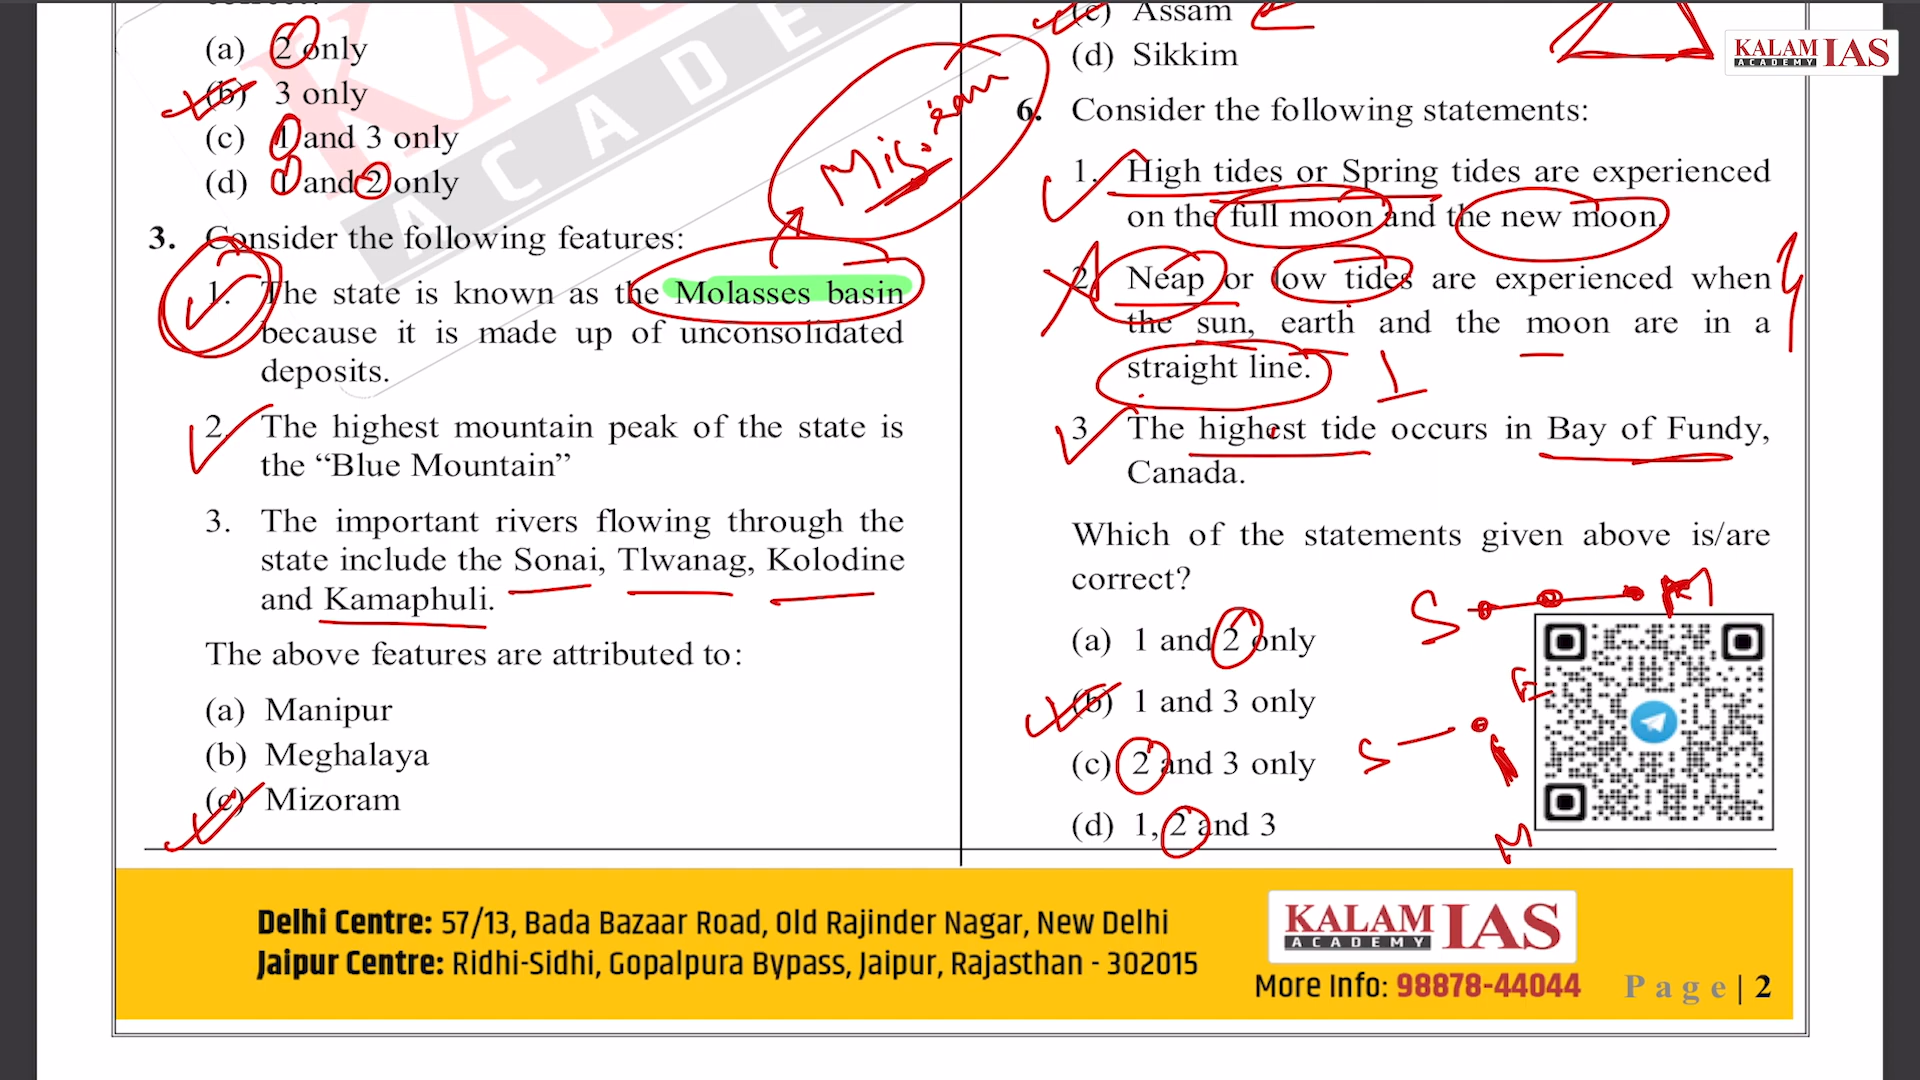 (a) 2 only
(b) 3 only
(c) 1 and 3 only
(d) 1 and 2 only
3. Consider the following features:
1. The state is known as the Molasses basin
because it is made up of unconsolidated
deposits.
2. The highest mountain peak of the state is
the “Blue Mountain”
3. The important rivers flowing through the
state include the Sonai, Tlwanag, Kolodine
and Kamaphuli.
The above features are attributed to:
(a) Manipur
(b) Meghalaya
(c) Mizoram
Mizoram
KALAM IAS
ACADEMY
(c) Assam
(d) Sikkim
6. Consider the following statements:
1. High tides or Spring tides are experienced
on the full moon and the new moon.
2. Neap or low tides are experienced when
the sun, earth and the moon are in a
straight line.
3 The highest tide occurs in Bay of Fundy,
Canada.
Which of the statements given above is/are
correct?
(a) 1 and 2 only
(b) 1 and 3 only
(c) 2 and 3 only
(d) 1, 2 and 3
S M
E
S
M
ACADE
Delhi Centre: 57/13, Bada Bazaar Road, Old Rajinder Nagar, New Delhi
Jaipur Centre: Ridhi-Sidhi, Gopalpura Bypass, Jaipur, Rajasthan - 302015
KALAM IAS
ACADEMY
More Info: 98878-44044
Page | 2